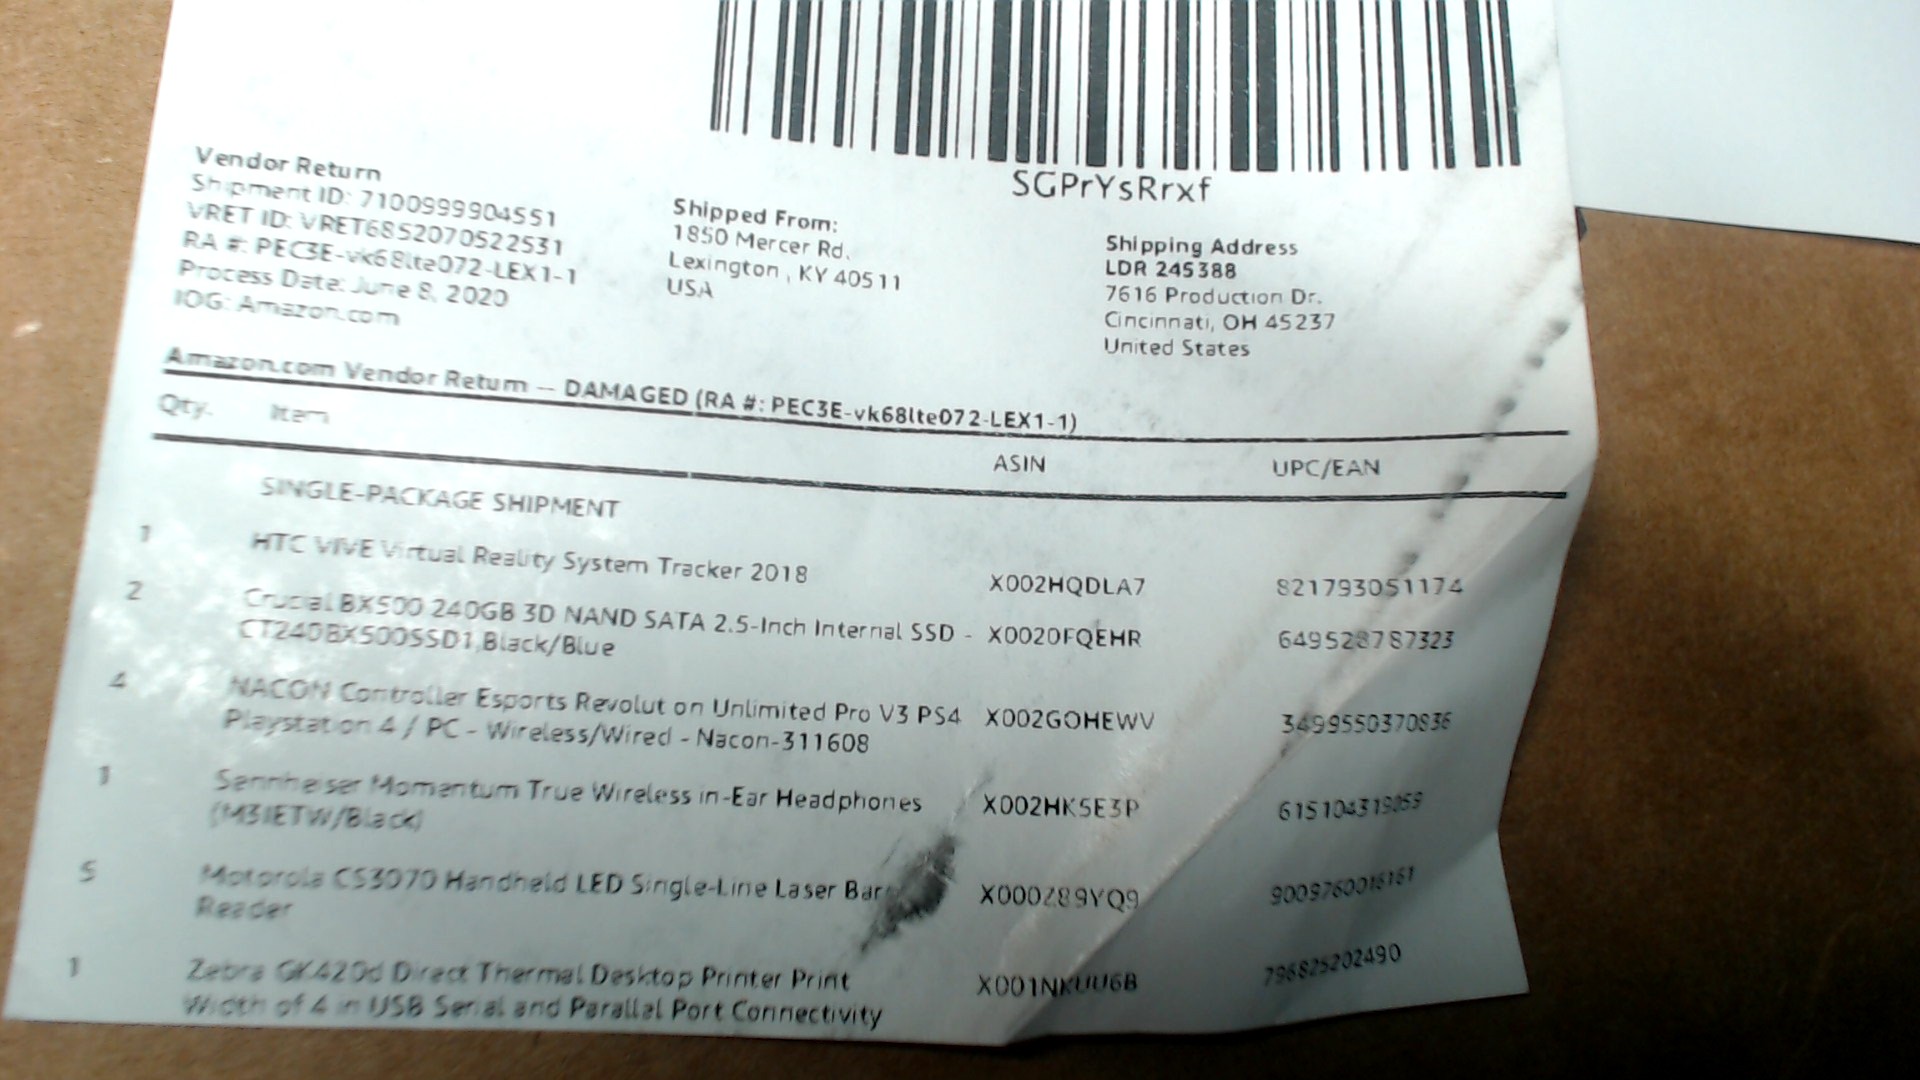 SGPrYsRrxf
Vendor Return
Shipment ID: 7100999904551
VRET ID: VRET6852070522531
RA #: PEC3E-vk68lte072-LEX1-1
Process Date: June 8, 2020
IOG: Amazon.com
Shipped From:
1850 Mercer Rd.
Lexington , KY 40511
USA
Shipping Address
LDR 245388
7616 Production Dr.
Cincinnati, OH 45237
United States
Amazon.com Vendor Return -- DAMAGED (RA #: PEC3E-vk68lte072-LEX1-1)
Qty. Item ASIN UPC/EAN
SINGLE-PACKAGE SHIPMENT
1 HTC VIVE Virtual Reality System Tracker 2018 X002HQDLA7 821793051174
2 Crucial BX500 240GB 3D NAND SATA 2.5-Inch Internal SSD - X0020FQEHR 649528787323
CT240BX500SSD1,Black/Blue
4 NACON Controller Esports Revolution Unlimited Pro V3 PS4 X002GOHEWV 3499550370836
Playstation 4 / PC - Wireless/Wired - Nacon-311608
1 Sennheiser Momentum True Wireless in-Ear Headphones X002HK5E3P 615104319059
(M3IETW/Black)
5 Motorola CS3070 Handheld LED Single-Line Laser Bar X000Z89YQ9
Reader
1 Zebra GK420d Direct Thermal Desktop Printer Print X001NKUU6B 796825202490
Width of 4 in USB Serial and Parallel Port Connectivity